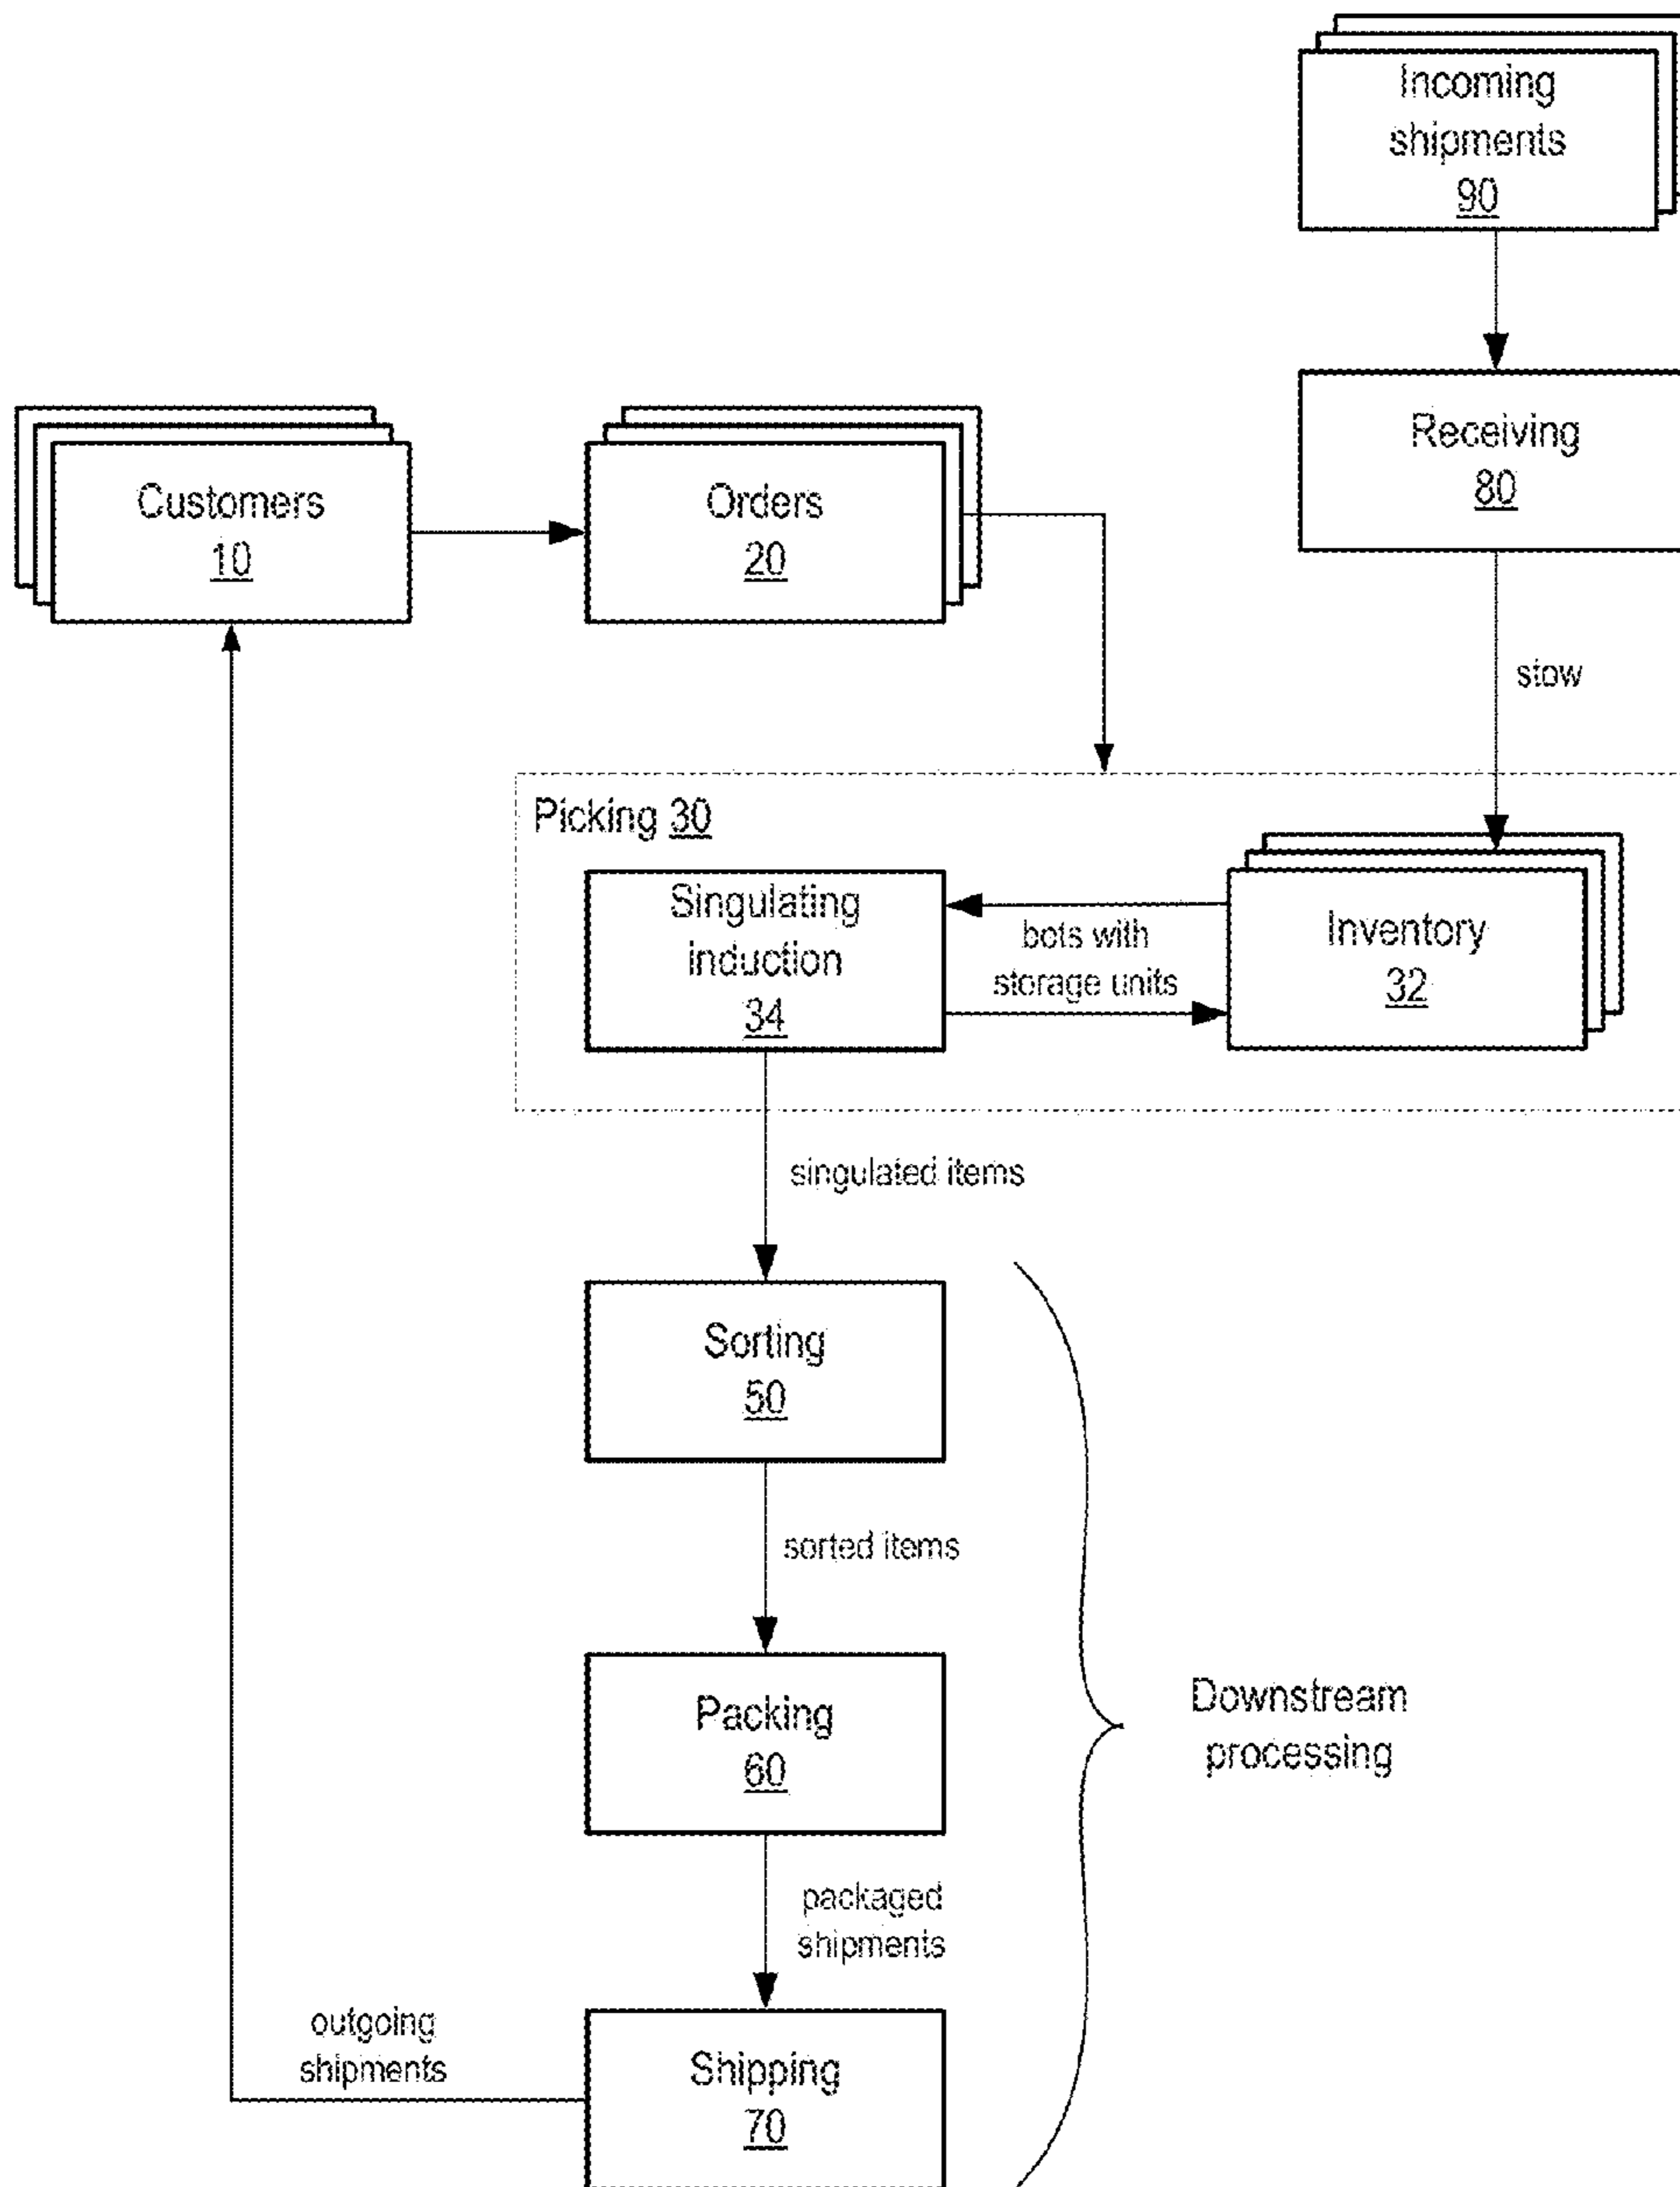 Incoming
shipments
90
Receiving
80
Customers
10
Orders
20
stow
Picking 30
Singulating
induction
34
bots with
storage units
Inventory
32
singulated items
Sorting
50
sorted items
Packing
60
Downstream
processing
packaged
shipments
outgoing
shipments
Shipping
70